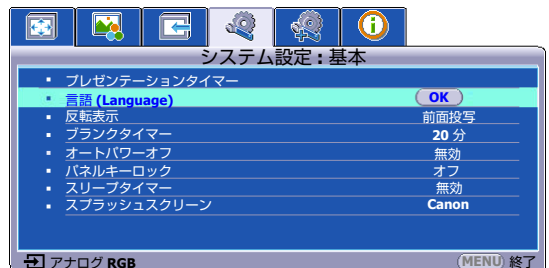 システム設定 : 基本
プレゼンテーションタイマー
言語 (Language) OK
反転表示 前面投写
ブランクタイマー 20 分
オートパワーオフ 無効
パネルキーロック オフ
スリープタイマー 無効
スプラッシュスクリーン Canon
アナログ RGB MENU 終了